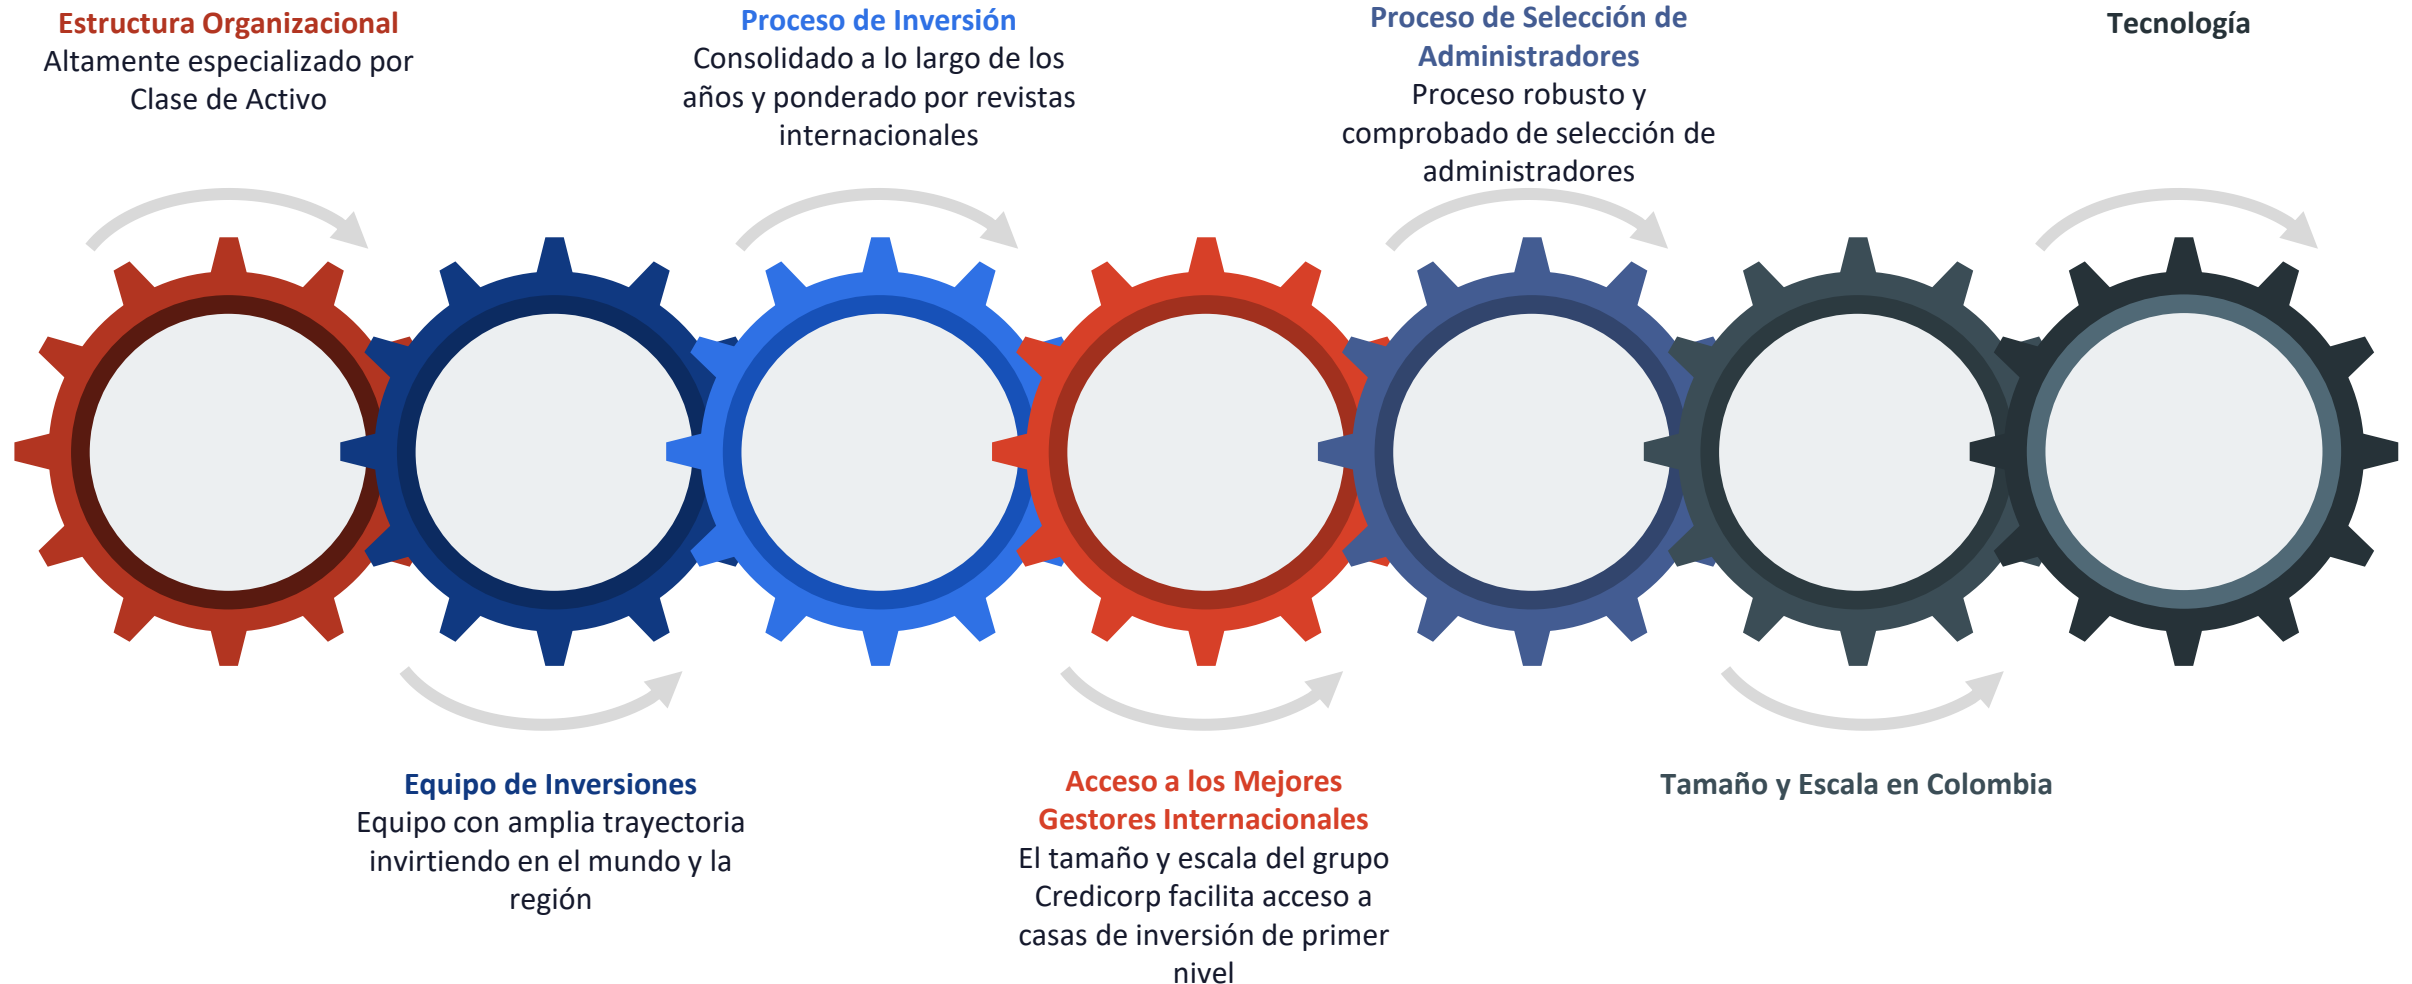 Estructura Organizacional
Altamente especializado por
Clase de Activo
Proceso de Inversión
Consolidado a lo largo de los
años y ponderado por revistas
internacionales
Proceso de Selección de
Administradores
Proceso robusto y
comprobado de selección de
administradores
Tecnología
Equipo de Inversiones
Equipo con amplia trayectoria
invirtiendo en el mundo y la
región
Acceso a los Mejores
Gestores Internacionales
El tamaño y escala del grupo
Credicorp facilita acceso a
casas de inversión de primer
nivel
Tamaño y Escala en Colombia